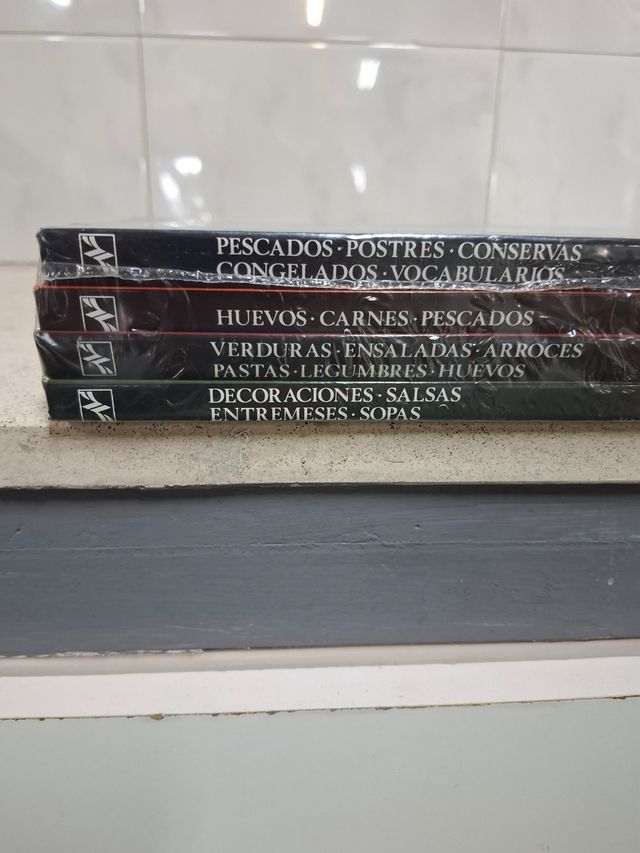 PESCADOS · POSTRES · CONSERVAS
CONGELADOS · VOCABULARIOS
HUEVOS · CARNES · PESCADOS
VERDURAS · ENSALADAS · ARROCES
PASTAS · LEGUMBRES · HUEVOS
DECORACIONES · SALSAS
ENTREMESES · SOPAS